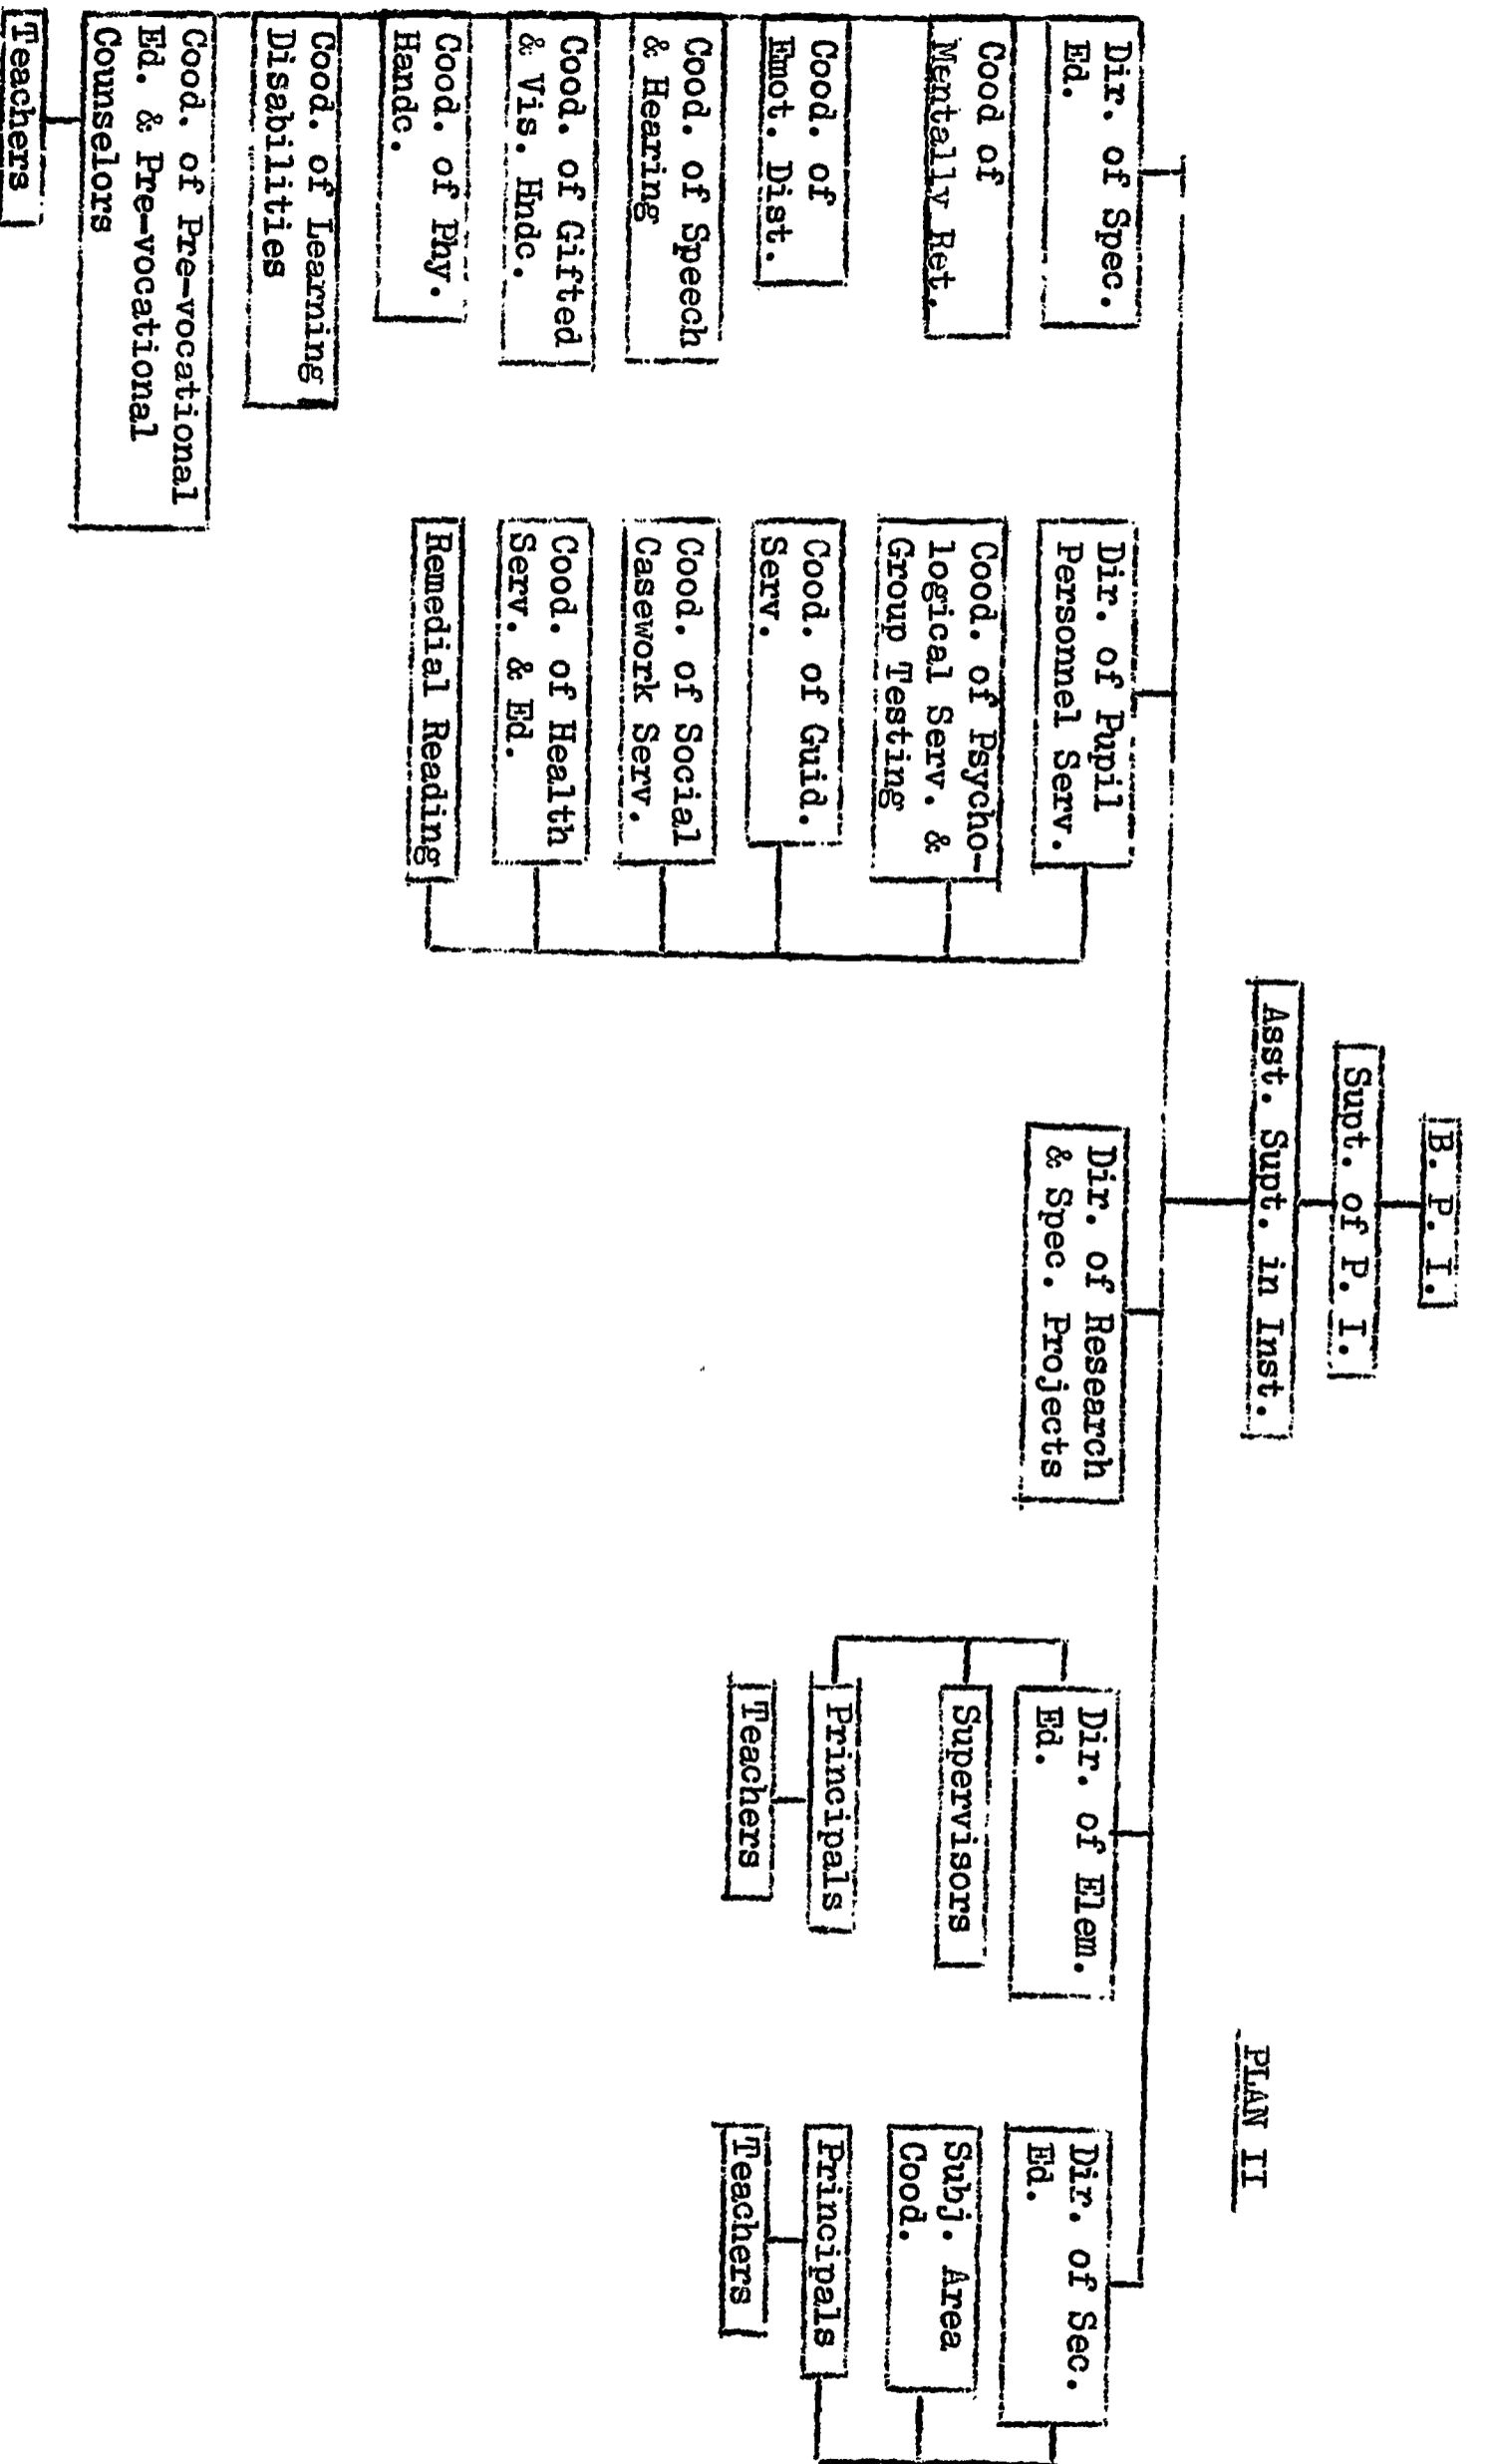 PLAN II
B. P. I.
Supt. of P. I.
Asst. Supt. in Inst.
Dir. of Spec.
Ed.
Cood of
Mentally Ret.
Cood. of
Emot. Dist.
Cood. of Speech
& Hearing
Cood. of Gifted
& Vis. Hndc.
Cood. of Phy.
Handc.
Cood. of Learning
Disabilities
Cood. of Pre-vocational
Ed. & Pre-vocational
Counselors
Teachers
Dir. of Pupil
Personnel Serv.
Cood. of Psycho-
logical Serv. &
Group Testing
Cood. of Guid.
Serv.
Cood. of Social
Casework Serv.
Cood. of Health
Serv. & Ed.
Remedial Reading
Dir. of Research
& Spec. Projects
Dir. of Elem.
Ed.
Supervisors
Principals
Teachers
Dir. of Sec.
Ed.
Subj. Area
Cood.
Principals
Teachers